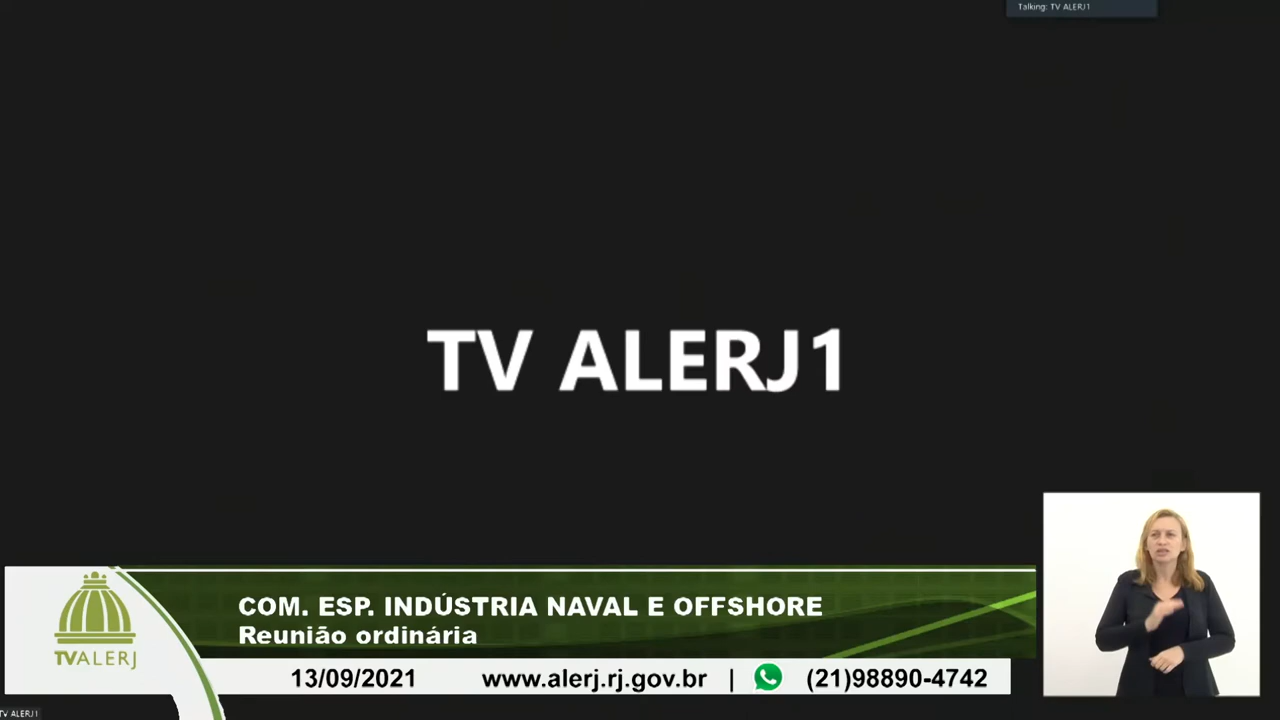 Talking: TV ALERJ1
TV ALERJ1
COM. ESP. INDÚSTRIA NAVAL E OFFSHORE
Reunião ordinária
TVALERJ
13/09/2021 www.alerj.rj.gov.br | (21)98890-4742
TV ALERJ1